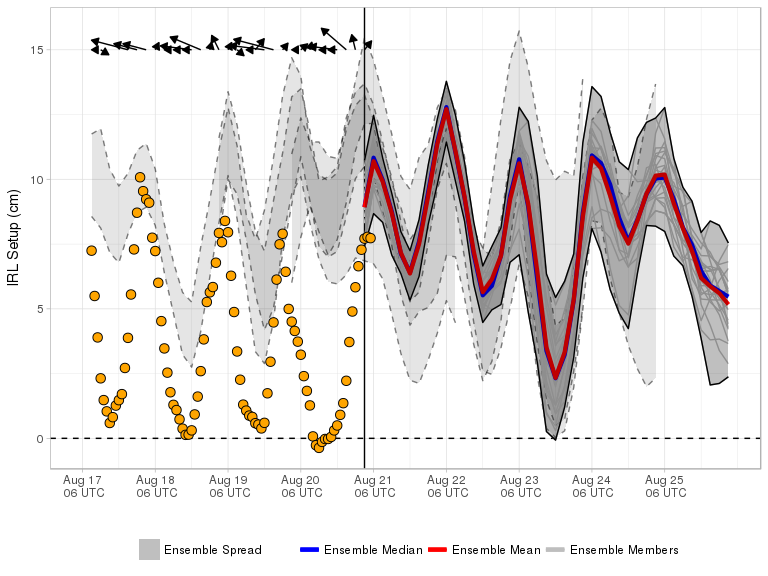 15
10
5
0
IRL Setup (cm)
Aug 17 Aug 18 Aug 19 Aug 20 Aug 21 Aug 22 Aug 23 Aug 24 Aug 25
06 UTC 06 UTC 06 UTC 06 UTC 06 UTC 06 UTC 06 UTC 06 UTC 06 UTC
Ensemble Spread Ensemble Median Ensemble Mean Ensemble Members